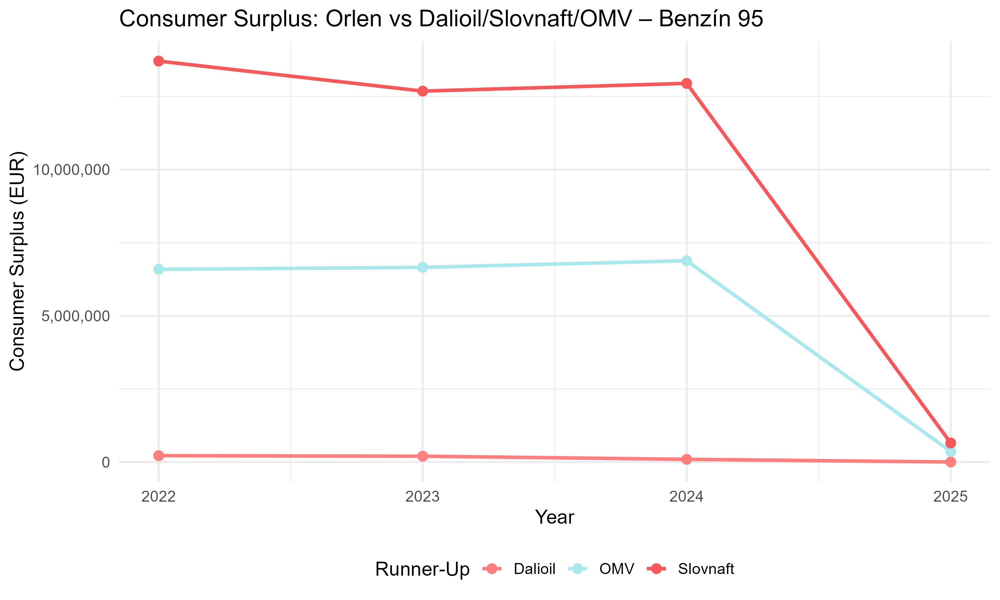 Consumer Surplus: Orlen vs Dalioil/Slovnaft/OMV – Benzín 95
Consumer Surplus (EUR)
10,000,000
5,000,000
0
2022 2023 2024 2025
Year
Runner-Up Dalioil OMV Slovnaft